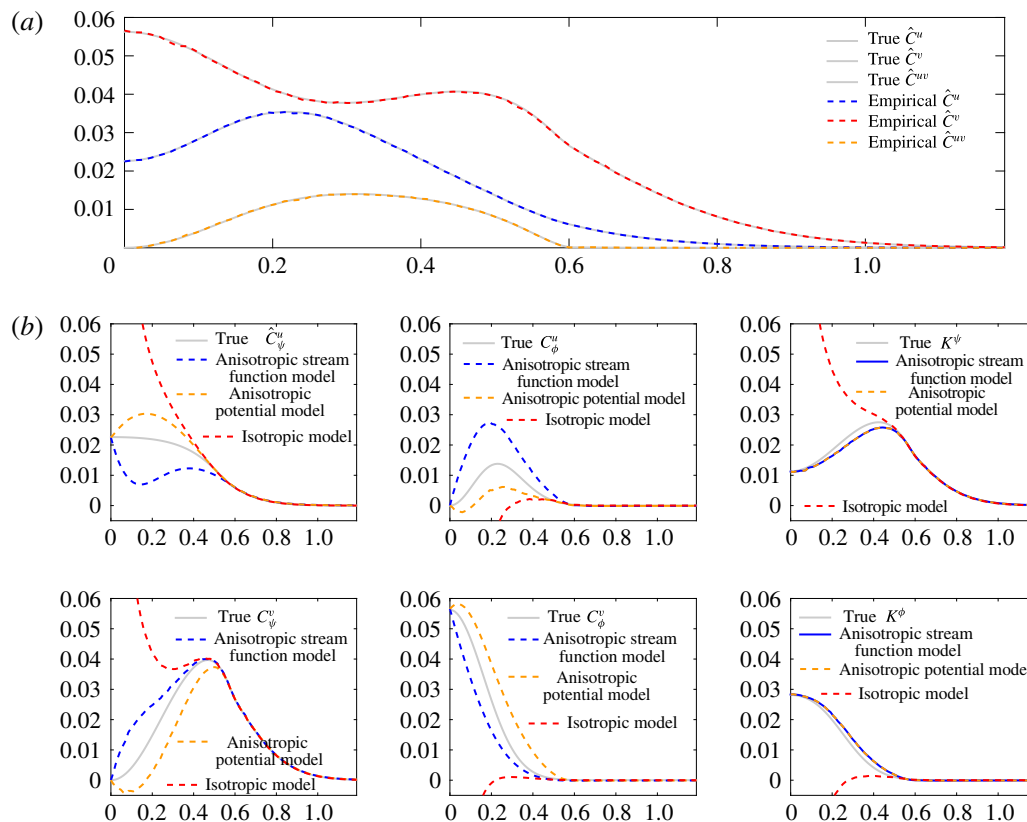 (a)
0.06
0.05
0.04
0.03
0.02
0.01
0
0.2
0.4
0.6
0.8
1.0
True Ĉᵘ
True Ĉᵛ
True Ĉᵘᵛ
Empirical Ĉᵘ
Empirical Ĉᵛ
Empirical Ĉᵘᵛ
(b)
0.06
0.05
0.04
0.03
0.02
0.01
0
0
0.2
0.4
0.6
0.8
1.0
True Ĉ^u_ψ
Anisotropic stream
function model
Anisotropic
potential model
Isotropic model
0.06
0.05
0.04
0.03
0.02
0.01
0
0
0.2
0.4
0.6
0.8
1.0
True C^u_ϕ
Anisotropic stream
function model
Anisotropic potential model
Isotropic model
0.06
0.05
0.04
0.03
0.02
0.01
0
0
0.2
0.4
0.6
0.8
1.0
True K^ψ
Anisotropic stream
function model
Anisotropic
potential model
Isotropic model
0.06
0.05
0.04
0.03
0.02
0.01
0
0
0.2
0.4
0.6
0.8
1.0
True C^v_ψ
Anisotropic stream
function model
Anisotropic
potential model
Isotropic model
0.06
0.05
0.04
0.03
0.02
0.01
0
0
0.2
0.4
0.6
0.8
1.0
True C^v_ϕ
Anisotropic stream
function model
Anisotropic
potential model
Isotropic model
0.06
0.05
0.04
0.03
0.02
0.01
0
0
0.2
0.4
0.6
0.8
1.0
True K^ϕ
Anisotropic stream
function model
Anisotropic potential mode
Isotropic model